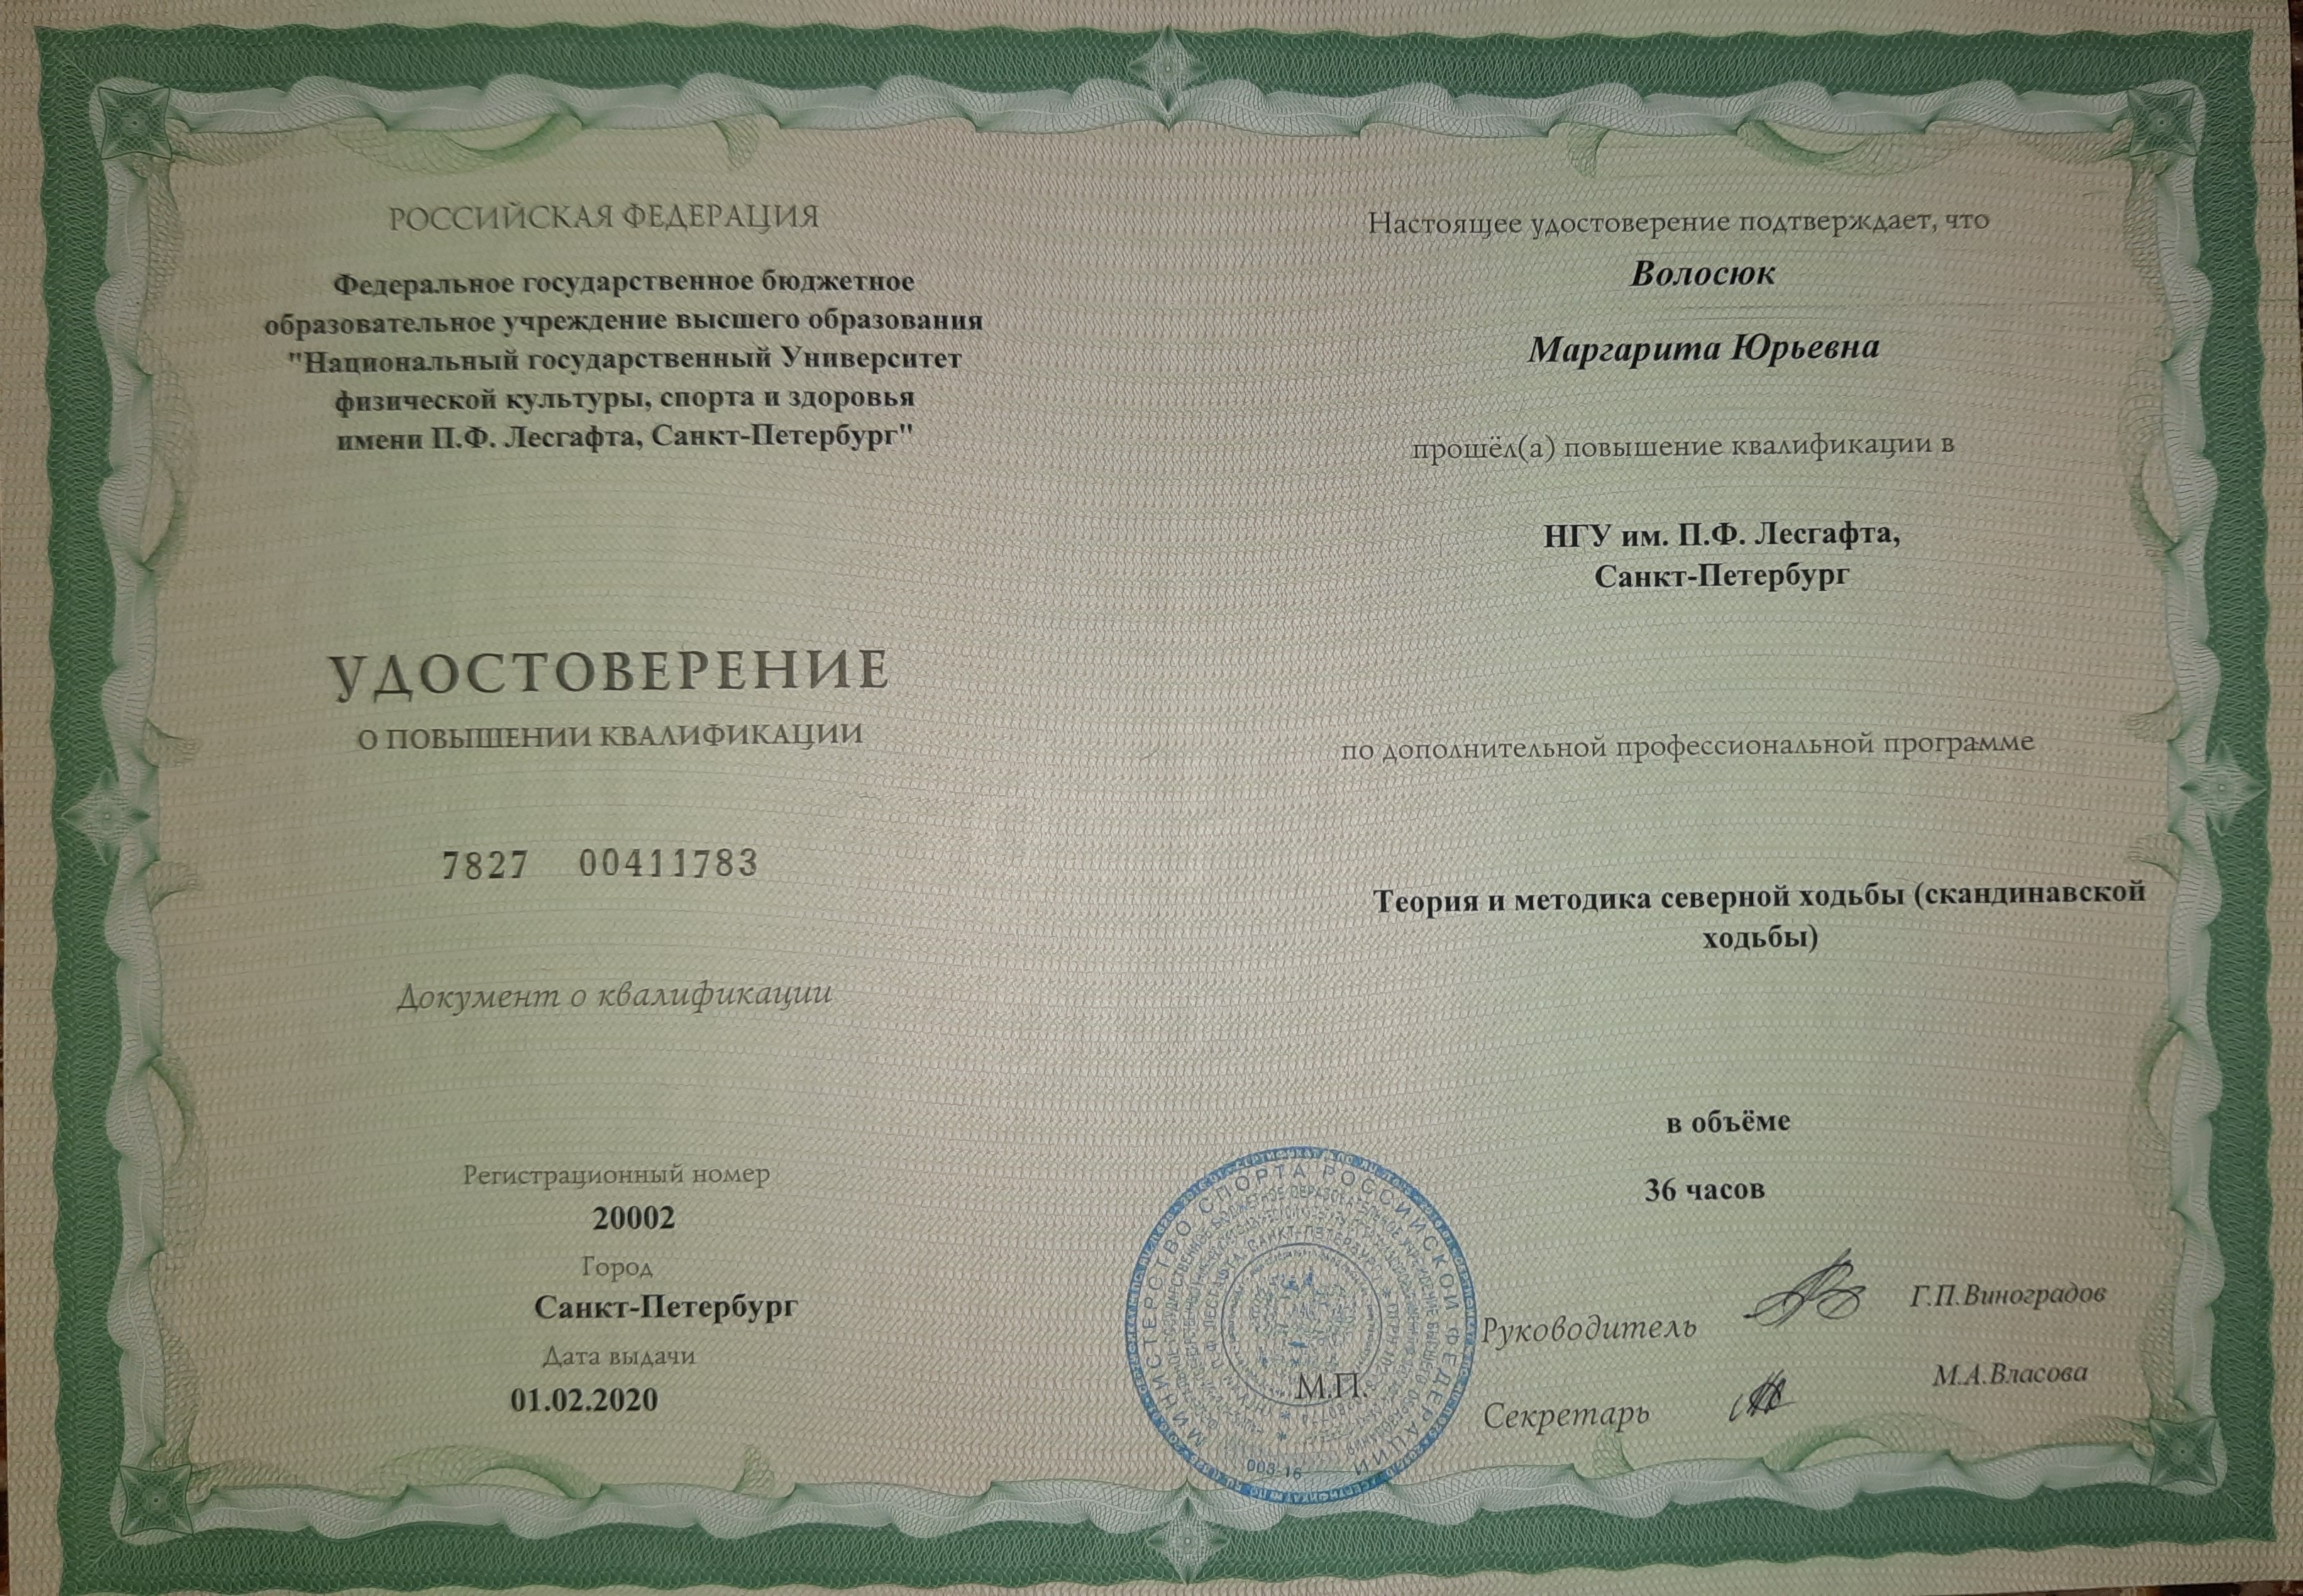 РОССИЙСКАЯ ФЕДЕРАЦИЯ
Федеральное государственное бюджетное
образовательное учреждение высшего образования
"Национальный государственный Университет
физической культуры, спорта и здоровья
имени П.Ф. Лесгафта, Санкт-Петербург"
УДОСТОВЕРЕНИЕ
О ПОВЫШЕНИИ КВАЛИФИКАЦИИ
7827 00411783
Документ о квалификации
Регистрационный номер
20002
Город
Санкт-Петербург
Дата выдачи
01.02.2020
Настоящее удостоверение подтверждает, что
Волосюк
Маргарита Юрьевна
прошёл(а) повышение квалификации в
НГУ им. П.Ф. Лесгафта,
Санкт-Петербург
по дополнительной профессиональной программе
Теория и методика северной ходьбы (скандинавской
ходьбы)
в объёме
36 часов
Руководитель Г.П.Виноградов
Секретарь М.А.Власова
М.П.
МИНИСТЕРСТВО СПОРТА РОССИЙСКОЙ ФЕДЕРАЦИИ